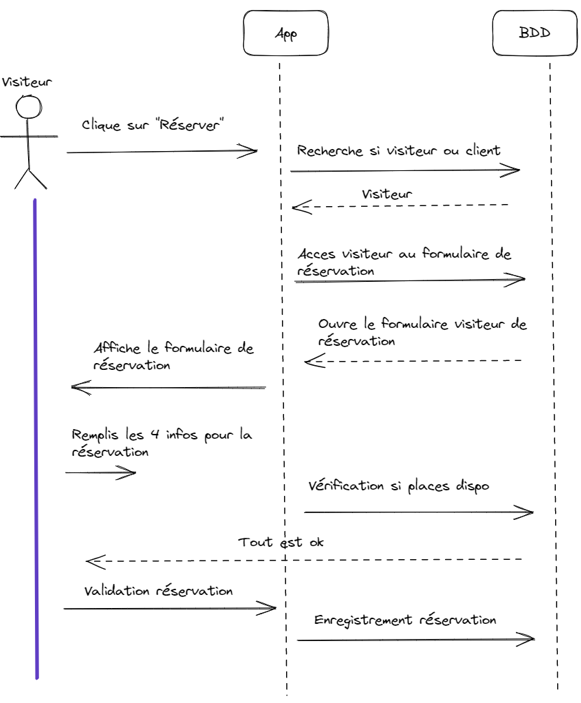 App
BDD
Visiteur
Clique sur "Réserver"
Recherche si visiteur ou client
Visiteur
Acces visiteur au formulaire de
réservation
Ouvre le formulaire visiteur de
réservation
Affiche le formulaire de
réservation
Remplis les 4 infos pour la
réservation
Vérification si places dispo
Tout est ok
Validation réservation
Enregistrement réservation